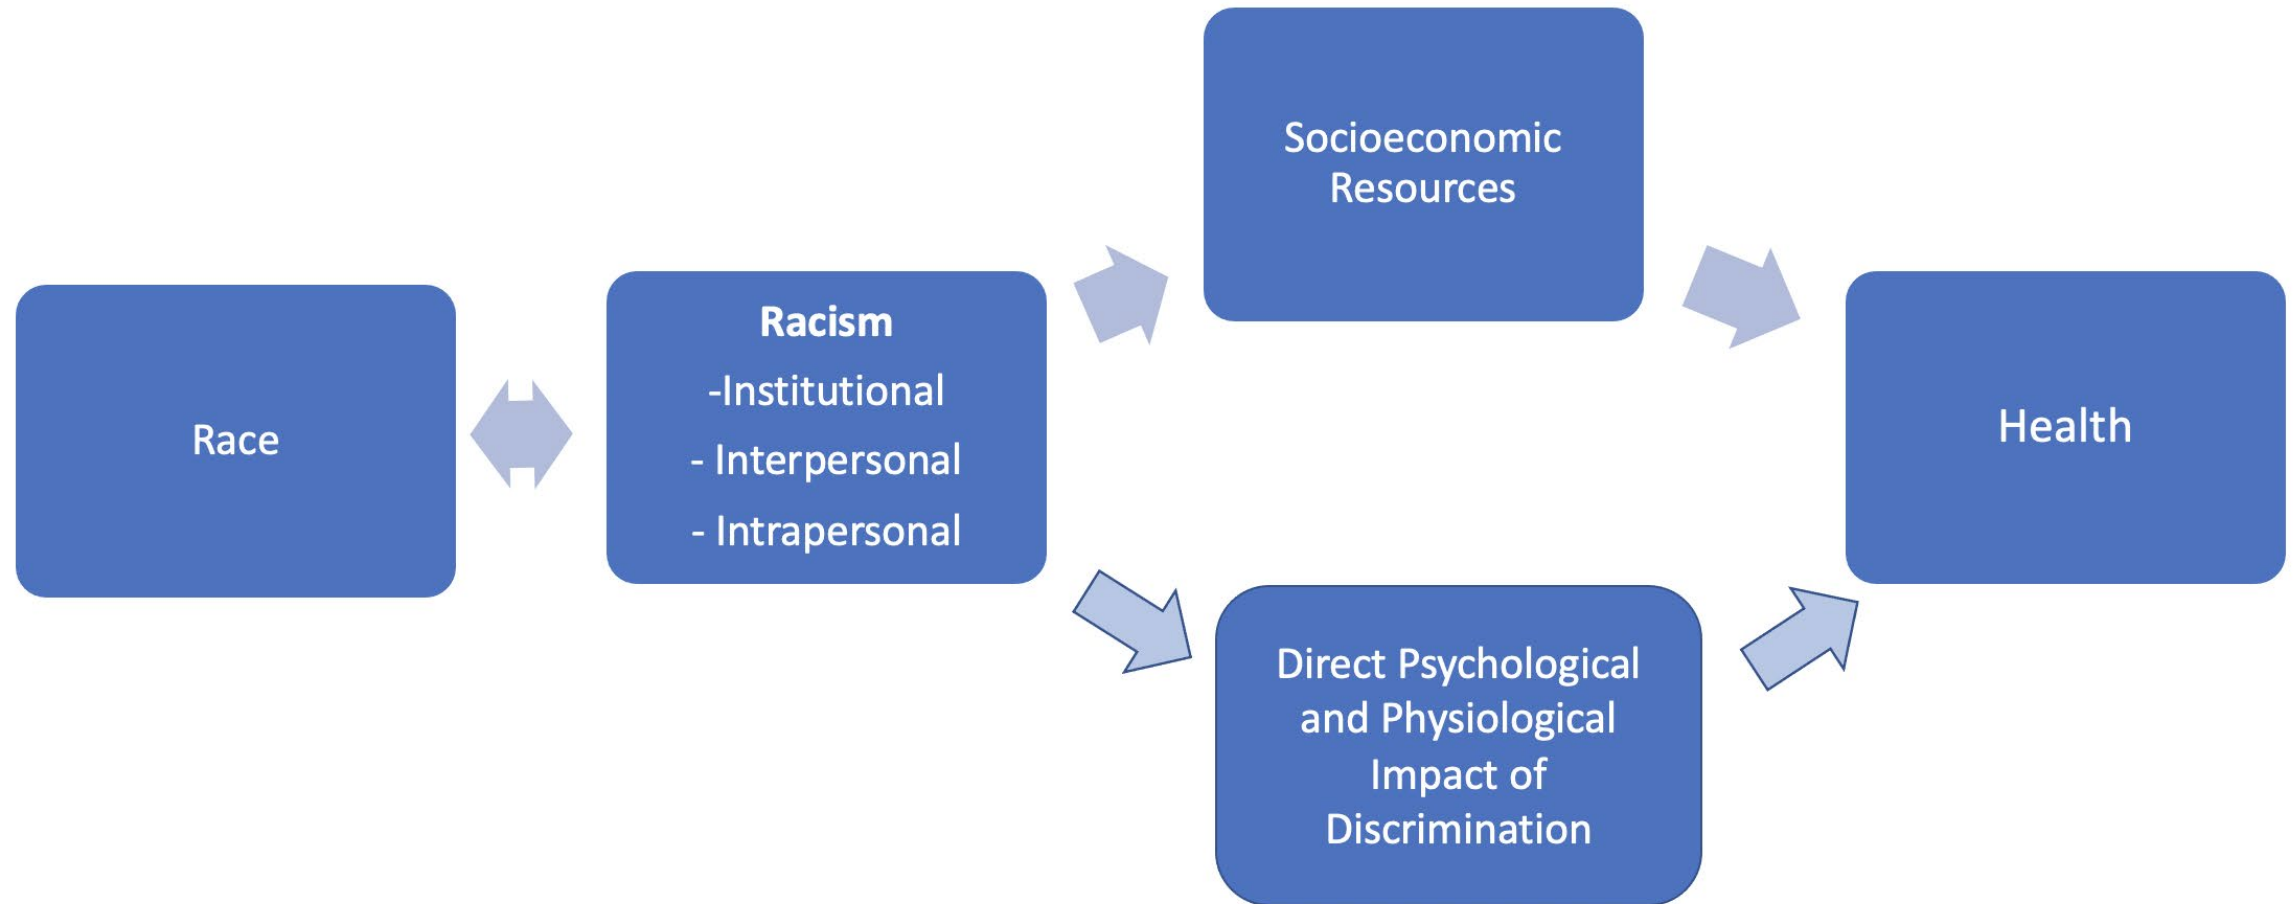 Race
Racism
-Institutional
- Interpersonal
- Intrapersonal
Socioeconomic
Resources
Direct Psychological
and Physiological
Impact of
Discrimination
Health